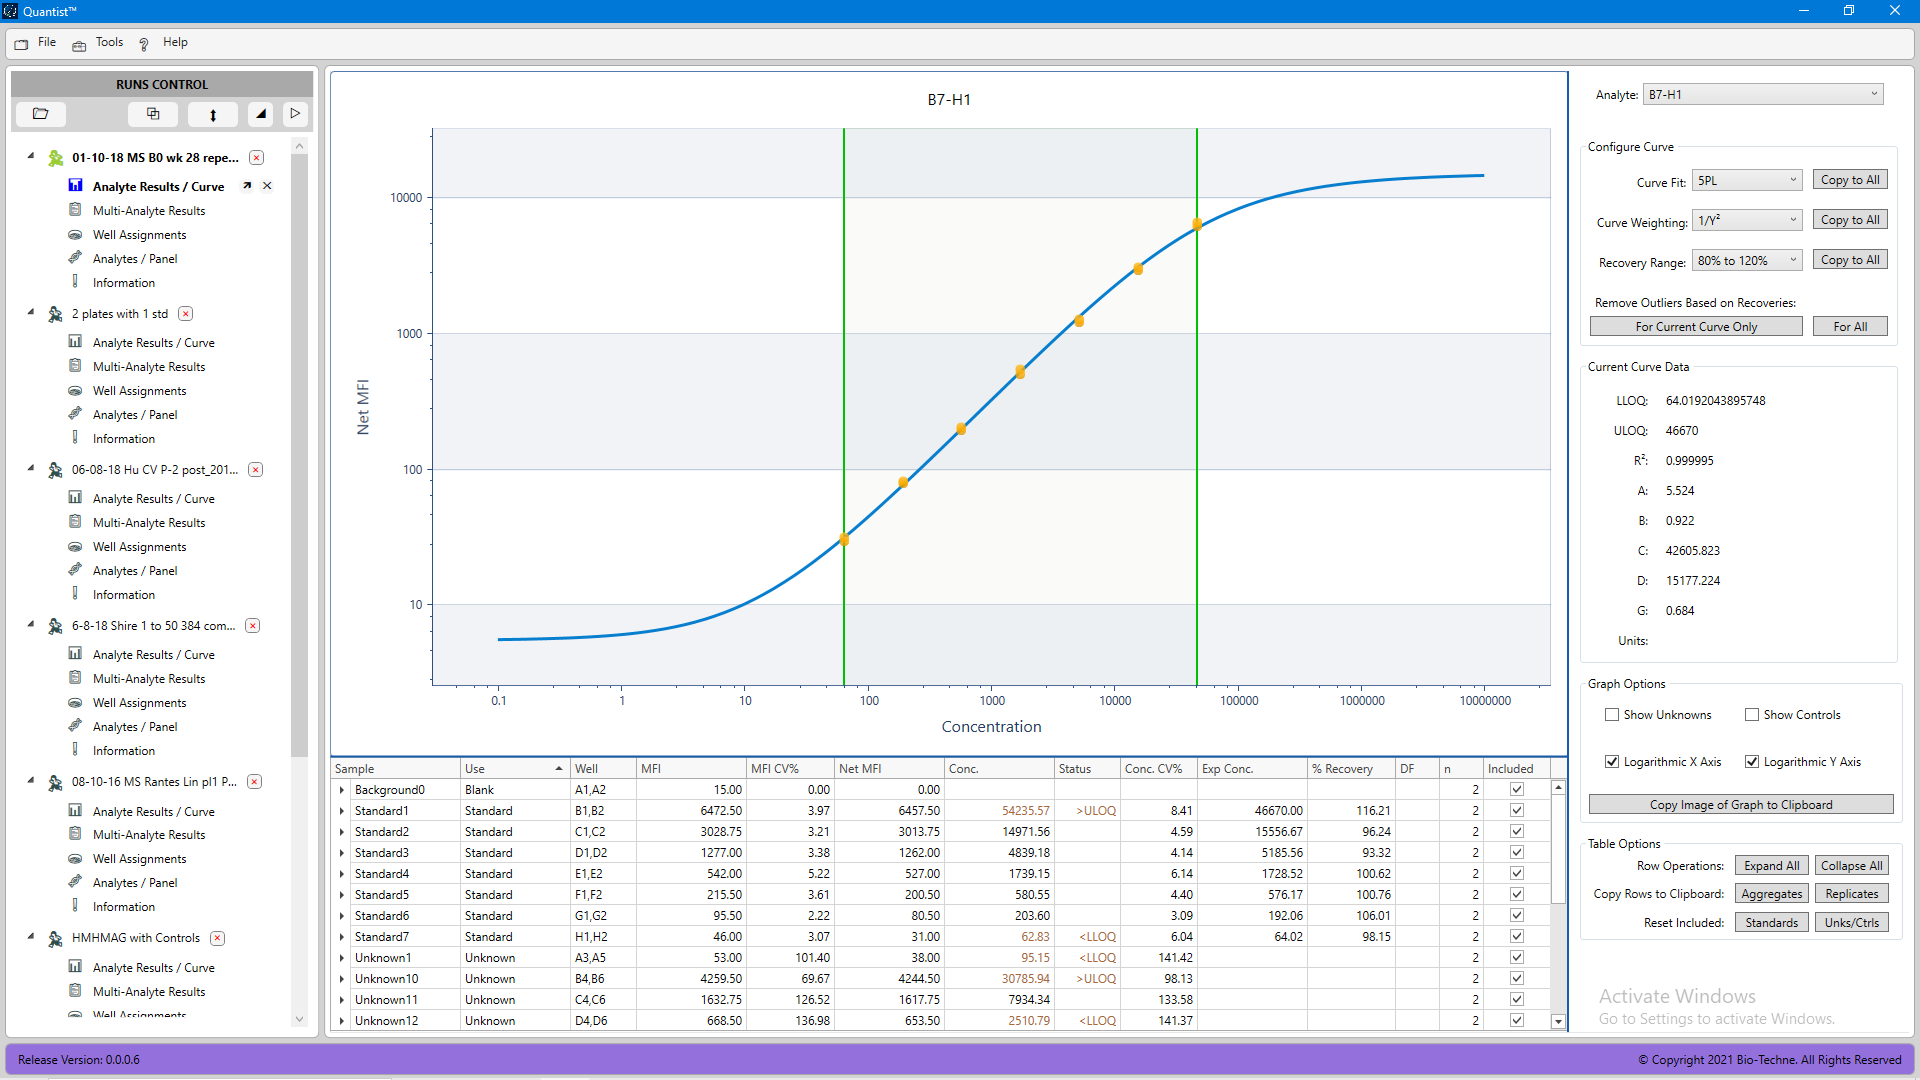 Quantist™
File Tools ? Help
RUNS CONTROL
01-10-18 MS B0 wk 28 repe...
Analyte Results / Curve
Multi-Analyte Results
Well Assignments
Analytes / Panel
Information
2 plates with 1 std
Analyte Results / Curve
Multi-Analyte Results
Well Assignments
Analytes / Panel
Information
06-08-18 Hu CV P-2 post_201...
Analyte Results / Curve
Multi-Analyte Results
Well Assignments
Analytes / Panel
Information
6-8-18 Shire 1 to 50 384 com...
Analyte Results / Curve
Multi-Analyte Results
Well Assignments
Analytes / Panel
Information
08-10-16 MS Rantes Lin pl1 P...
Analyte Results / Curve
Multi-Analyte Results
Well Assignments
Analytes / Panel
Information
HMHMAG with Controls
Analyte Results / Curve
Multi-Analyte Results
Well Assignments
B7-H1
Net MFI
10000
1000
100
10
0.1 1 10 100 1000 10000 100000 1000000 10000000
Concentration
Sample Use Well MFI MFI CV% Net MFI Conc. Status Conc. CV% Exp Conc. % Recovery DF n Included
Background0 Blank A1,A2 15.00 0.00 0.00 2
Standard1 Standard B1,B2 6472.50 3.97 6457.50 54235.57 >ULOQ 8.41 46670.00 116.21 2
Standard2 Standard C1,C2 3028.75 3.21 3013.75 14971.56 4.59 15556.67 96.24 2
Standard3 Standard D1,D2 1277.00 3.38 1262.00 4839.18 4.14 5185.56 93.32 2
Standard4 Standard E1,E2 542.00 5.22 527.00 1739.15 6.14 1728.52 100.62 2
Standard5 Standard F1,F2 215.50 3.61 200.50 580.55 4.40 576.17 100.76 2
Standard6 Standard G1,G2 95.50 2.22 80.50 203.60 3.09 192.06 106.01 2
Standard7 Standard H1,H2 46.00 3.07 31.00 62.83 <LLOQ 6.04 64.02 98.15 2
Unknown1 Unknown A3,A5 53.00 101.40 38.00 95.15 <LLOQ 141.42 2
Unknown10 Unknown B4,B6 4259.50 69.67 4244.50 30785.94 >ULOQ 98.13 2
Unknown11 Unknown C4,C6 1632.75 126.52 1617.75 7934.34 133.58 2
Unknown12 Unknown D4,D6 668.50 136.98 653.50 2510.79 <LLOQ 141.37 2
Analyte: B7-H1
Configure Curve
Curve Fit: 5PL Copy to All
Curve Weighting: 1/Y² Copy to All
Recovery Range: 80% to 120% Copy to All
Remove Outliers Based on Recoveries:
For Current Curve Only For All
Current Curve Data
LLOQ: 64.0192043895748
ULOQ: 46670
R²: 0.999995
A: 5.524
B: 0.922
C: 42605.823
D: 15177.224
G: 0.684
Units:
Graph Options
Show Unknowns Show Controls
Logarithmic X Axis Logarithmic Y Axis
Copy Image of Graph to Clipboard
Table Options
Row Operations: Expand All Collapse All
Copy Rows to Clipboard: Aggregates Replicates
Reset Included: Standards Unks/Ctrls
Activate Windows
Go to Settings to activate Windows.
Release Version: 0.0.0.6
© Copyright 2021 Bio-Techne. All Rights Reserved